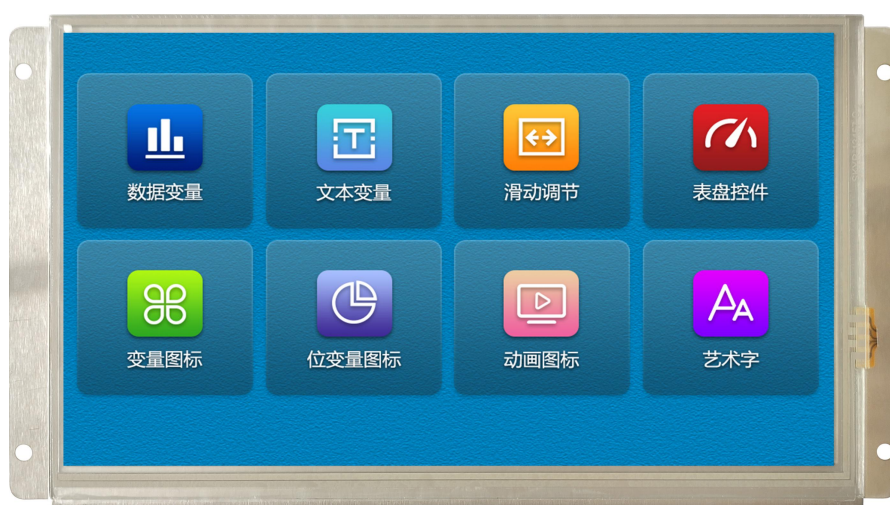 数据变量
文本变量
滑动调节
表盘控件
变量图标
位变量图标
动画图标
艺术字